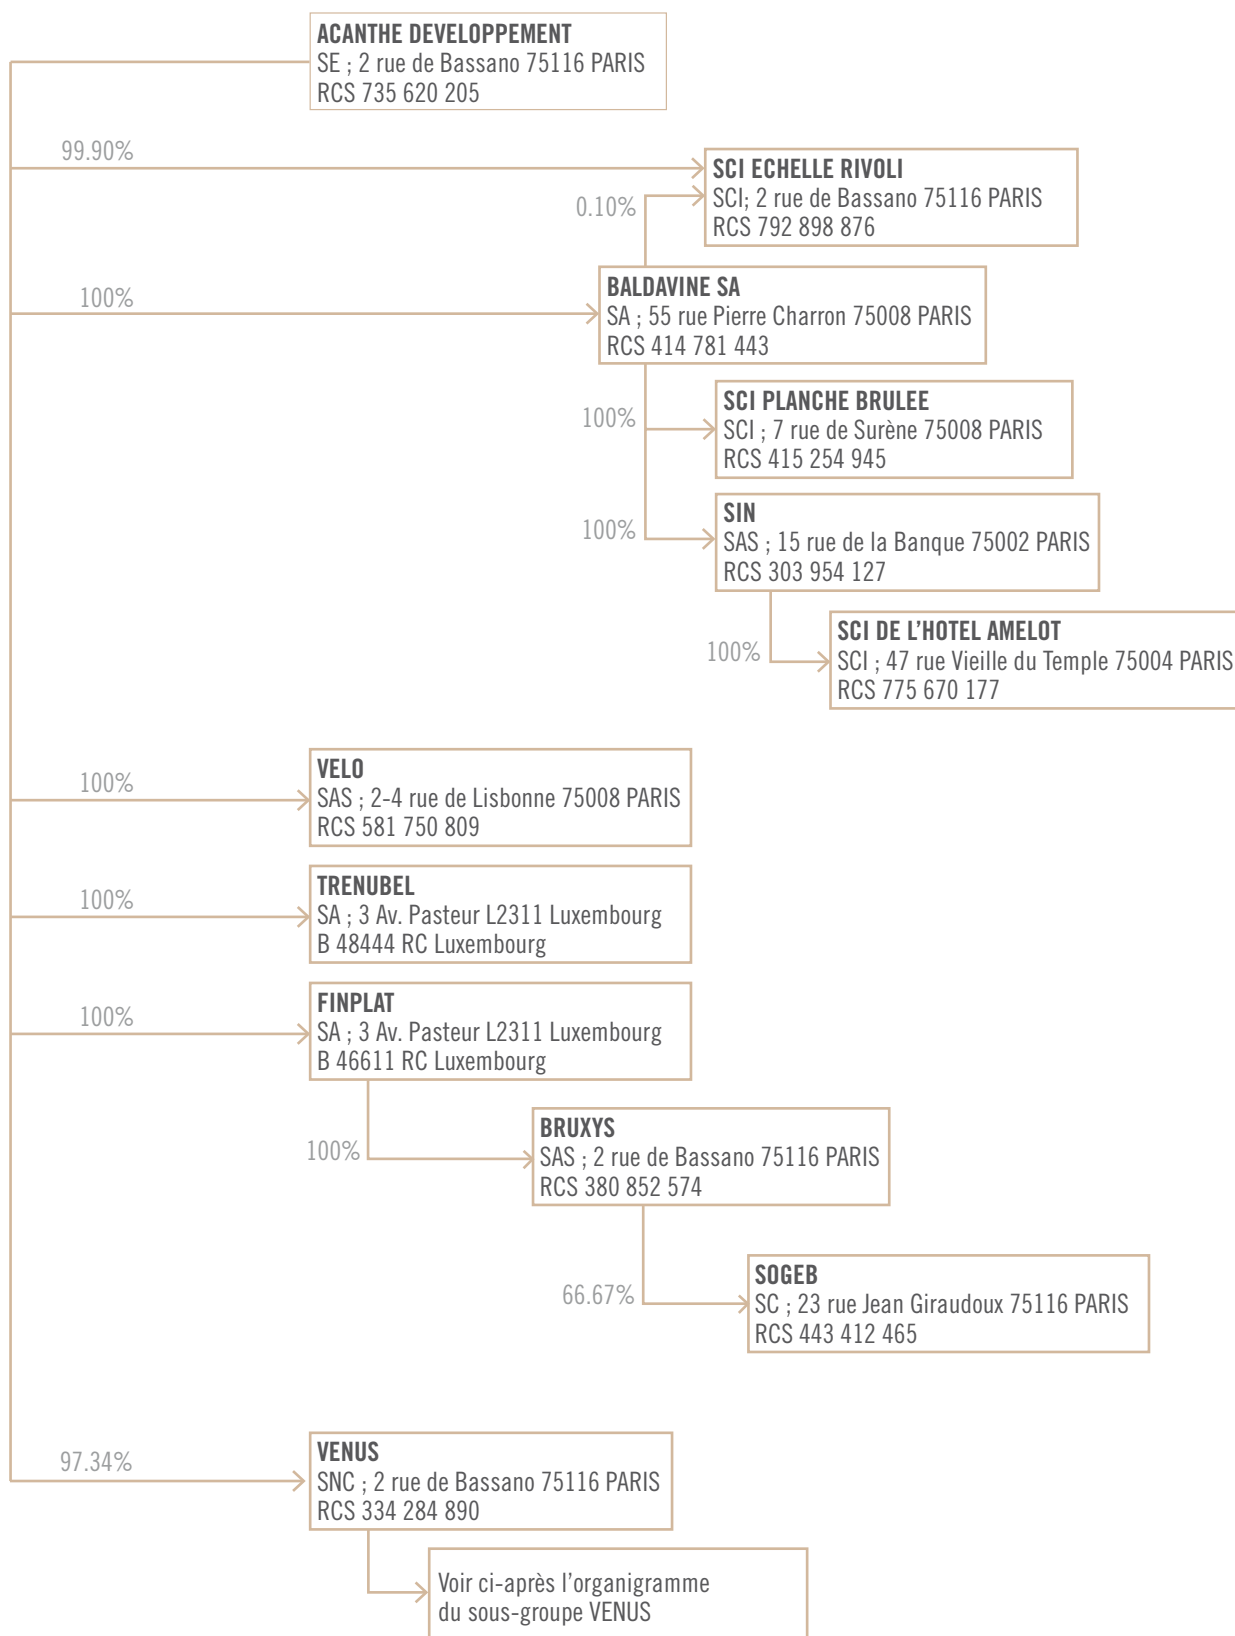 ACANTHE DEVELOPPEMENT
SE ; 2 rue de Bassano 75116 PARIS
RCS 735 620 205
99.90%
SCI ECHELLE RIVOLI
SCI; 2 rue de Bassano 75116 PARIS
RCS 792 898 876
0.10%
100%
BALDAVINE SA
SA ; 55 rue Pierre Charron 75008 PARIS
RCS 414 781 443
100%
SCI PLANCHE BRULEE
SCI ; 7 rue de Surène 75008 PARIS
RCS 415 254 945
100%
SIN
SAS ; 15 rue de la Banque 75002 PARIS
RCS 303 954 127
100%
SCI DE L'HOTEL AMELOT
SCI ; 47 rue Vieille du Temple 75004 PARIS
RCS 775 670 177
100%
VELO
SAS ; 2-4 rue de Lisbonne 75008 PARIS
RCS 581 750 809
100%
TRENUBEL
SA ; 3 Av. Pasteur L2311 Luxembourg
B 48444 RC Luxembourg
100%
FINPLAT
SA ; 3 Av. Pasteur L2311 Luxembourg
B 46611 RC Luxembourg
100%
BRUXYS
SAS ; 2 rue de Bassano 75116 PARIS
RCS 380 852 574
66.67%
SOGEB
SC ; 23 rue Jean Giraudoux 75116 PARIS
RCS 443 412 465
97.34%
VENUS
SNC ; 2 rue de Bassano 75116 PARIS
RCS 334 284 890
Voir ci-après l'organigramme
du sous-groupe VENUS